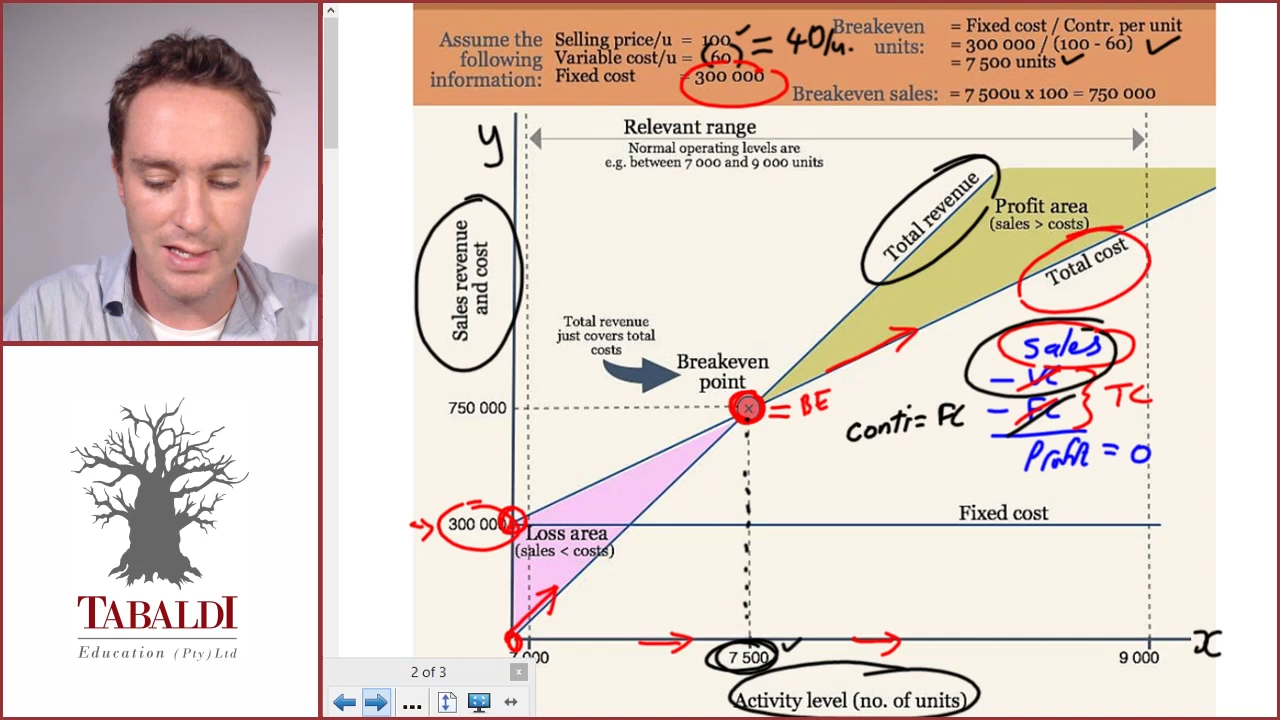 Assume the
following
information:
Selling price/u = 100
Variable cost/u = (60)
Fixed cost = 300 000
= 40/u.
Breakeven
units:
= Fixed cost / Contr. per unit
= 300 000 / (100 - 60)
= 7 500 units
Breakeven sales: = 7 500u x 100 = 750 000
y
Relevant range
Normal operating levels are
e.g. between 7 000 and 9 000 units
Sales revenue
and cost
Total revenue
Profit area
(sales > costs)
Total cost
Total revenue
just covers total
costs
Breakeven
point
= BE
Sales
- VC
- FC
} TC
Profit = 0
Contr = FC
750 000
300 000
Fixed cost
Loss area
(sales < costs)
x
7 000
7 500
9 000
Activity level (no. of units)
TABALDI
Education (Pty) Ltd
2 of 3
x
...